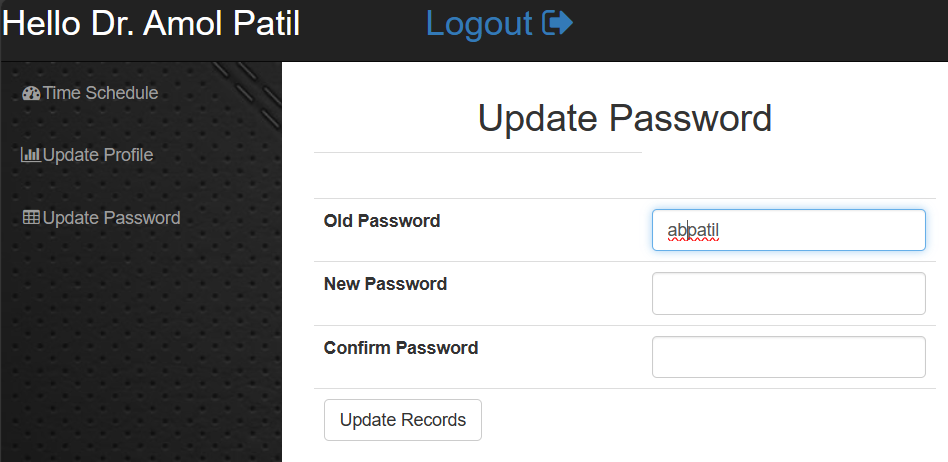 Hello Dr. Amol Patil Logout
Time Schedule
Update Profile
Update Password
Update Password
Old Password abpatil
New Password
Confirm Password
Update Records